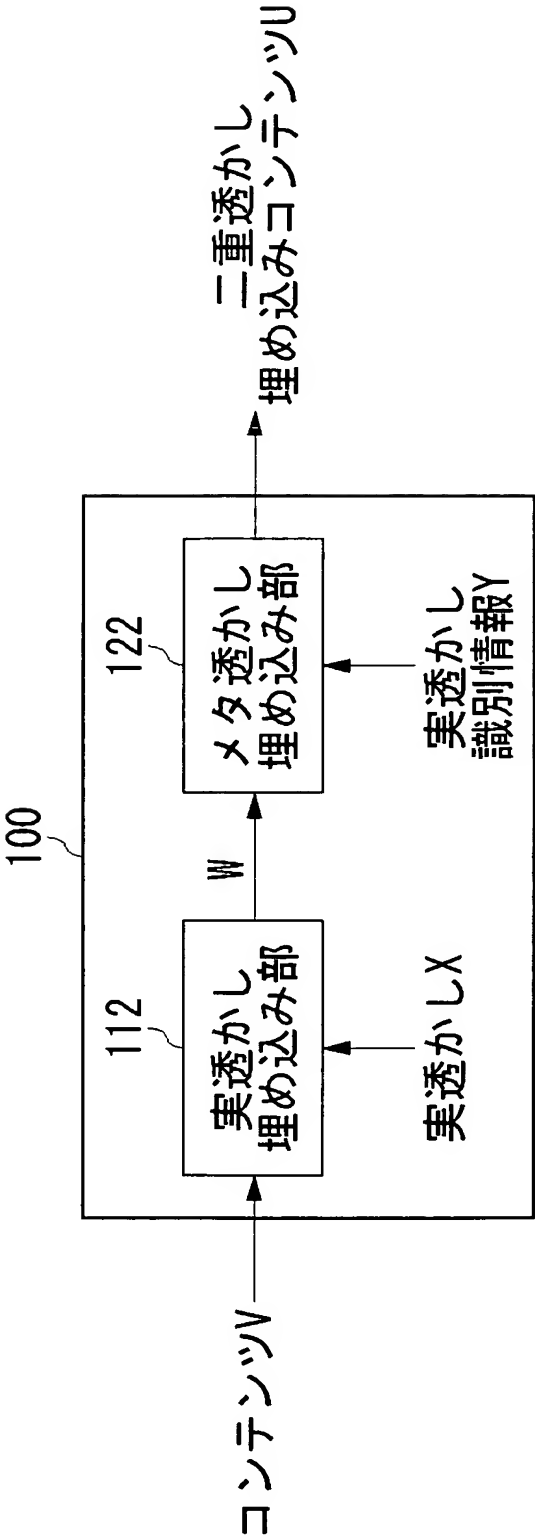 100
コンテンツV
112
実透かし
埋め込み部
実透かしX
W
122
メタ透かし
埋め込み部
実透かし
識別情報Y
二重透かし
埋め込みコンテンツU